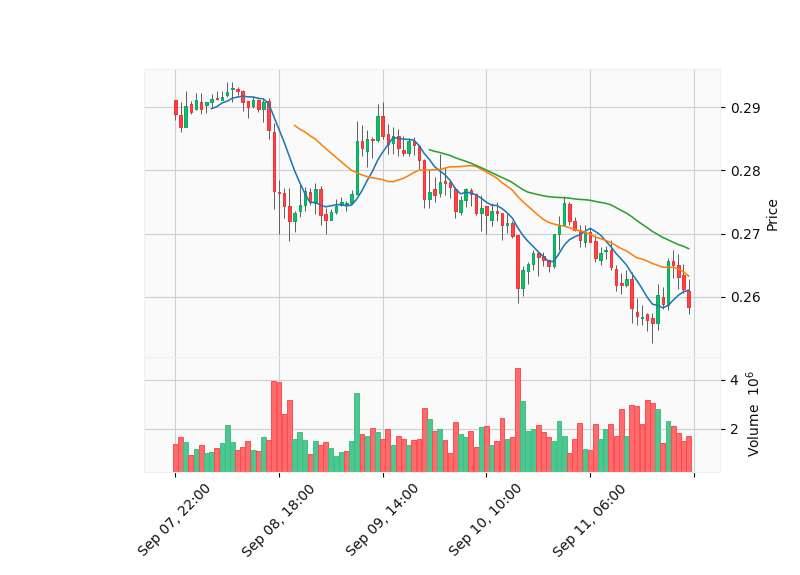 0.29
0.28
0.27
0.26
Price
4
2
Volume 10^6
Sep 07, 22:00
Sep 08, 18:00
Sep 09, 14:00
Sep 10, 10:00
Sep 11, 06:00